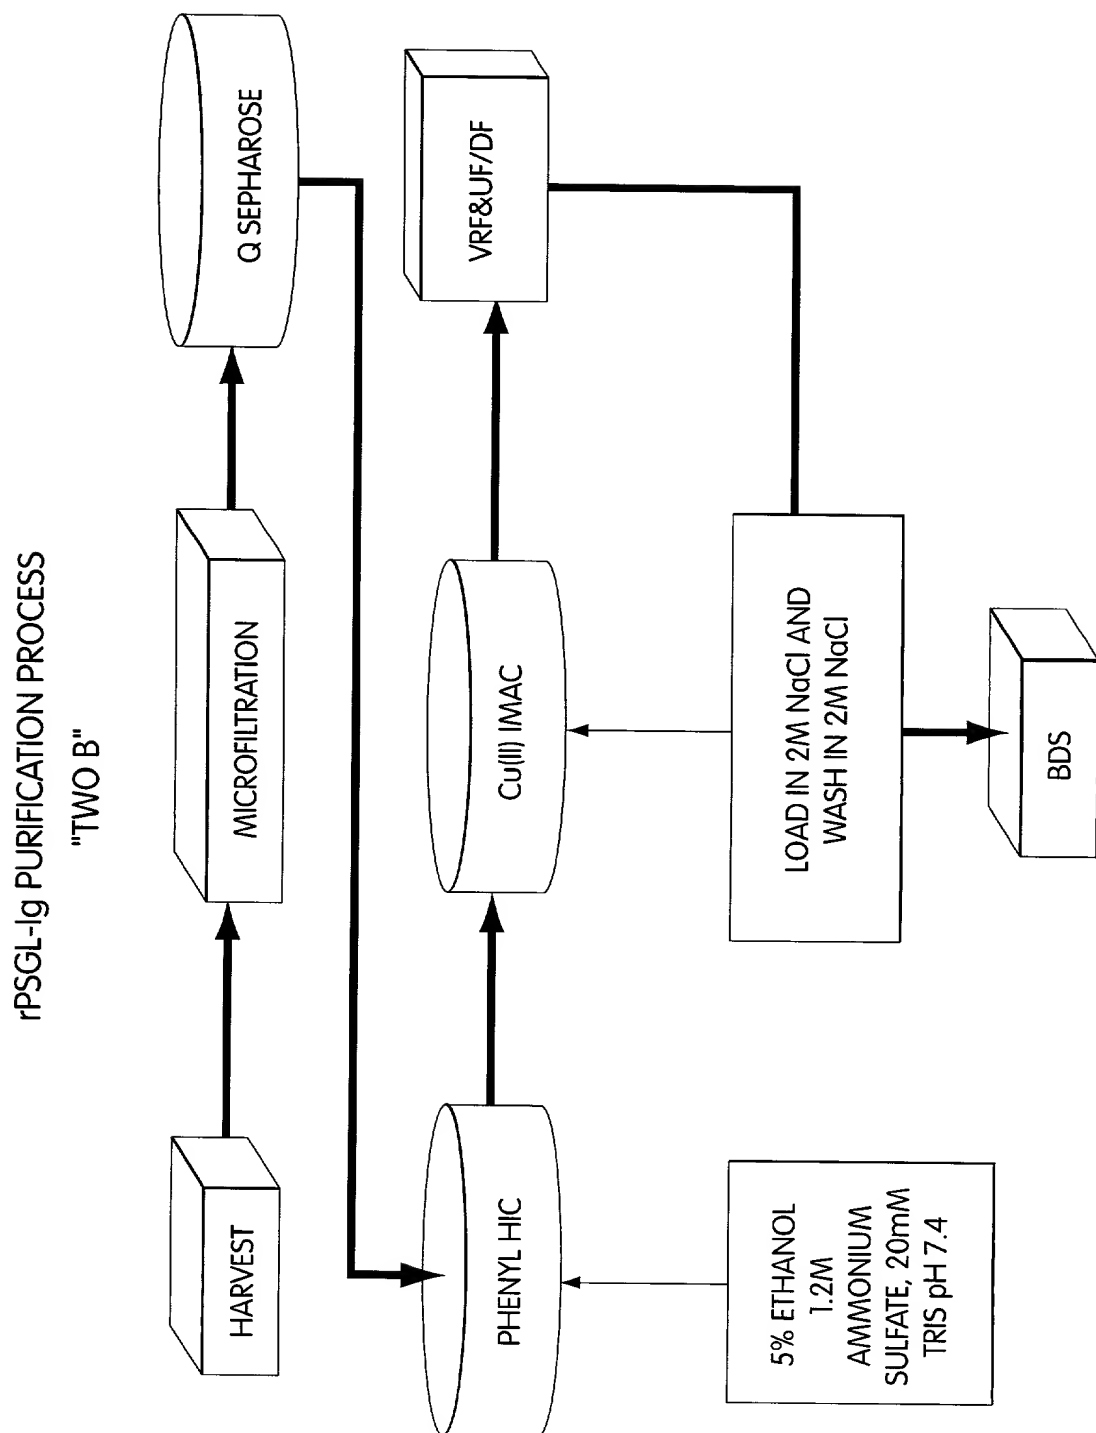 rPSGL-Ig PURIFICATION PROCESS
"TWO B"
HARVEST
MICROFILTRATION
Q SEPHAROSE
PHENYL HIC
Cu(II) IMAC
VRF&UF/DF
5% ETHANOL
1.2M
AMMONIUM
SULFATE, 20mM
TRIS pH 7.4
LOAD IN 2M NaCl AND
WASH IN 2M NaCl
BDS